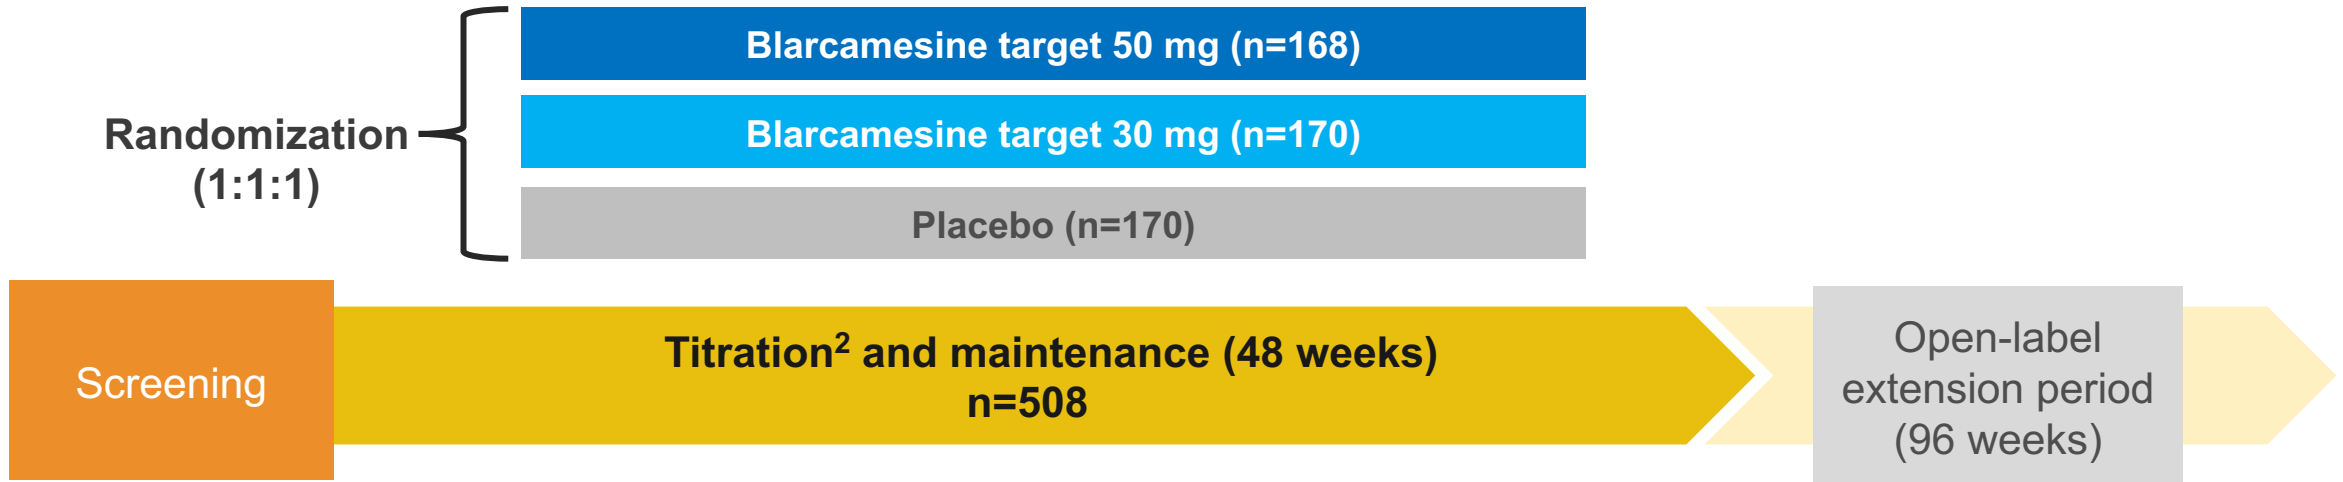 Blarcamesine target 50 mg (n=168)
Blarcamesine target 30 mg (n=170)
Randomization
(1:1:1)
Placebo (n=170)
Screening
Titration² and maintenance (48 weeks)
n=508
Open-label
extension period
(96 weeks)